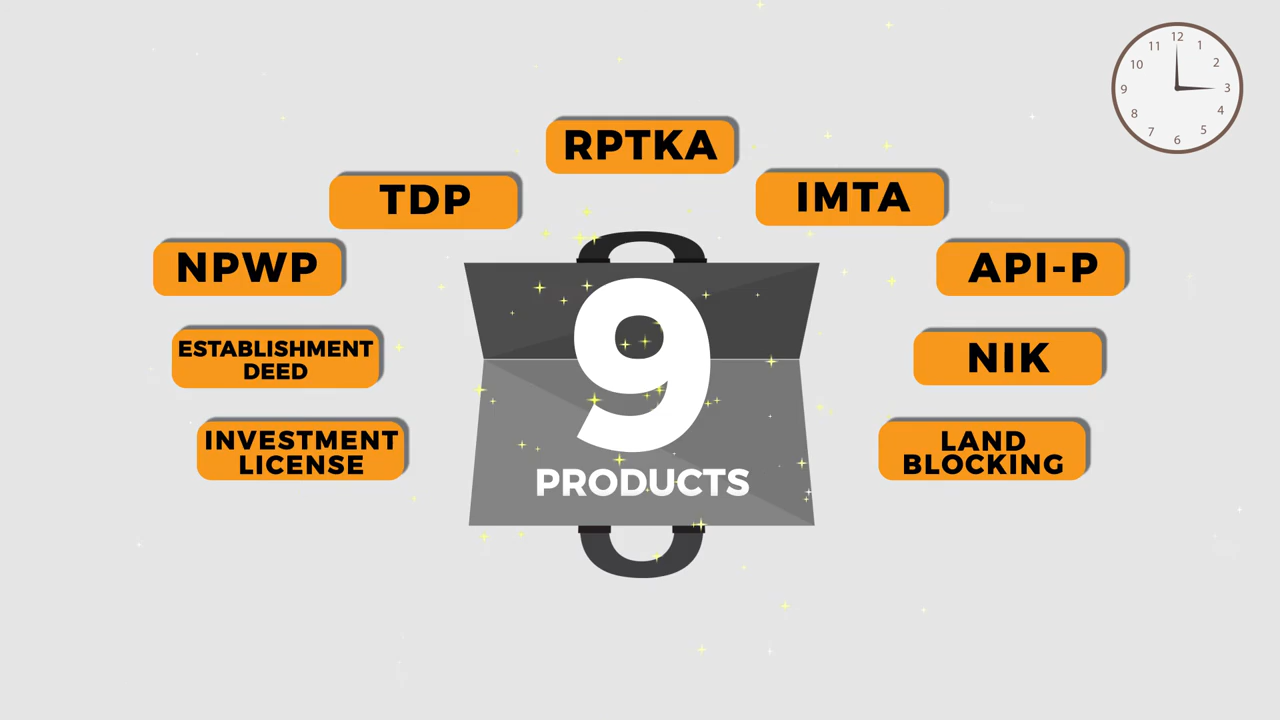 12
11
1
10
2
9
3
8
4
7
5
6
RPTKA
TDP
IMTA
NPWP
API-P
ESTABLISHMENT
DEED
NIK
INVESTMENT
LICENSE
LAND
BLOCKING
9
PRODUCTS